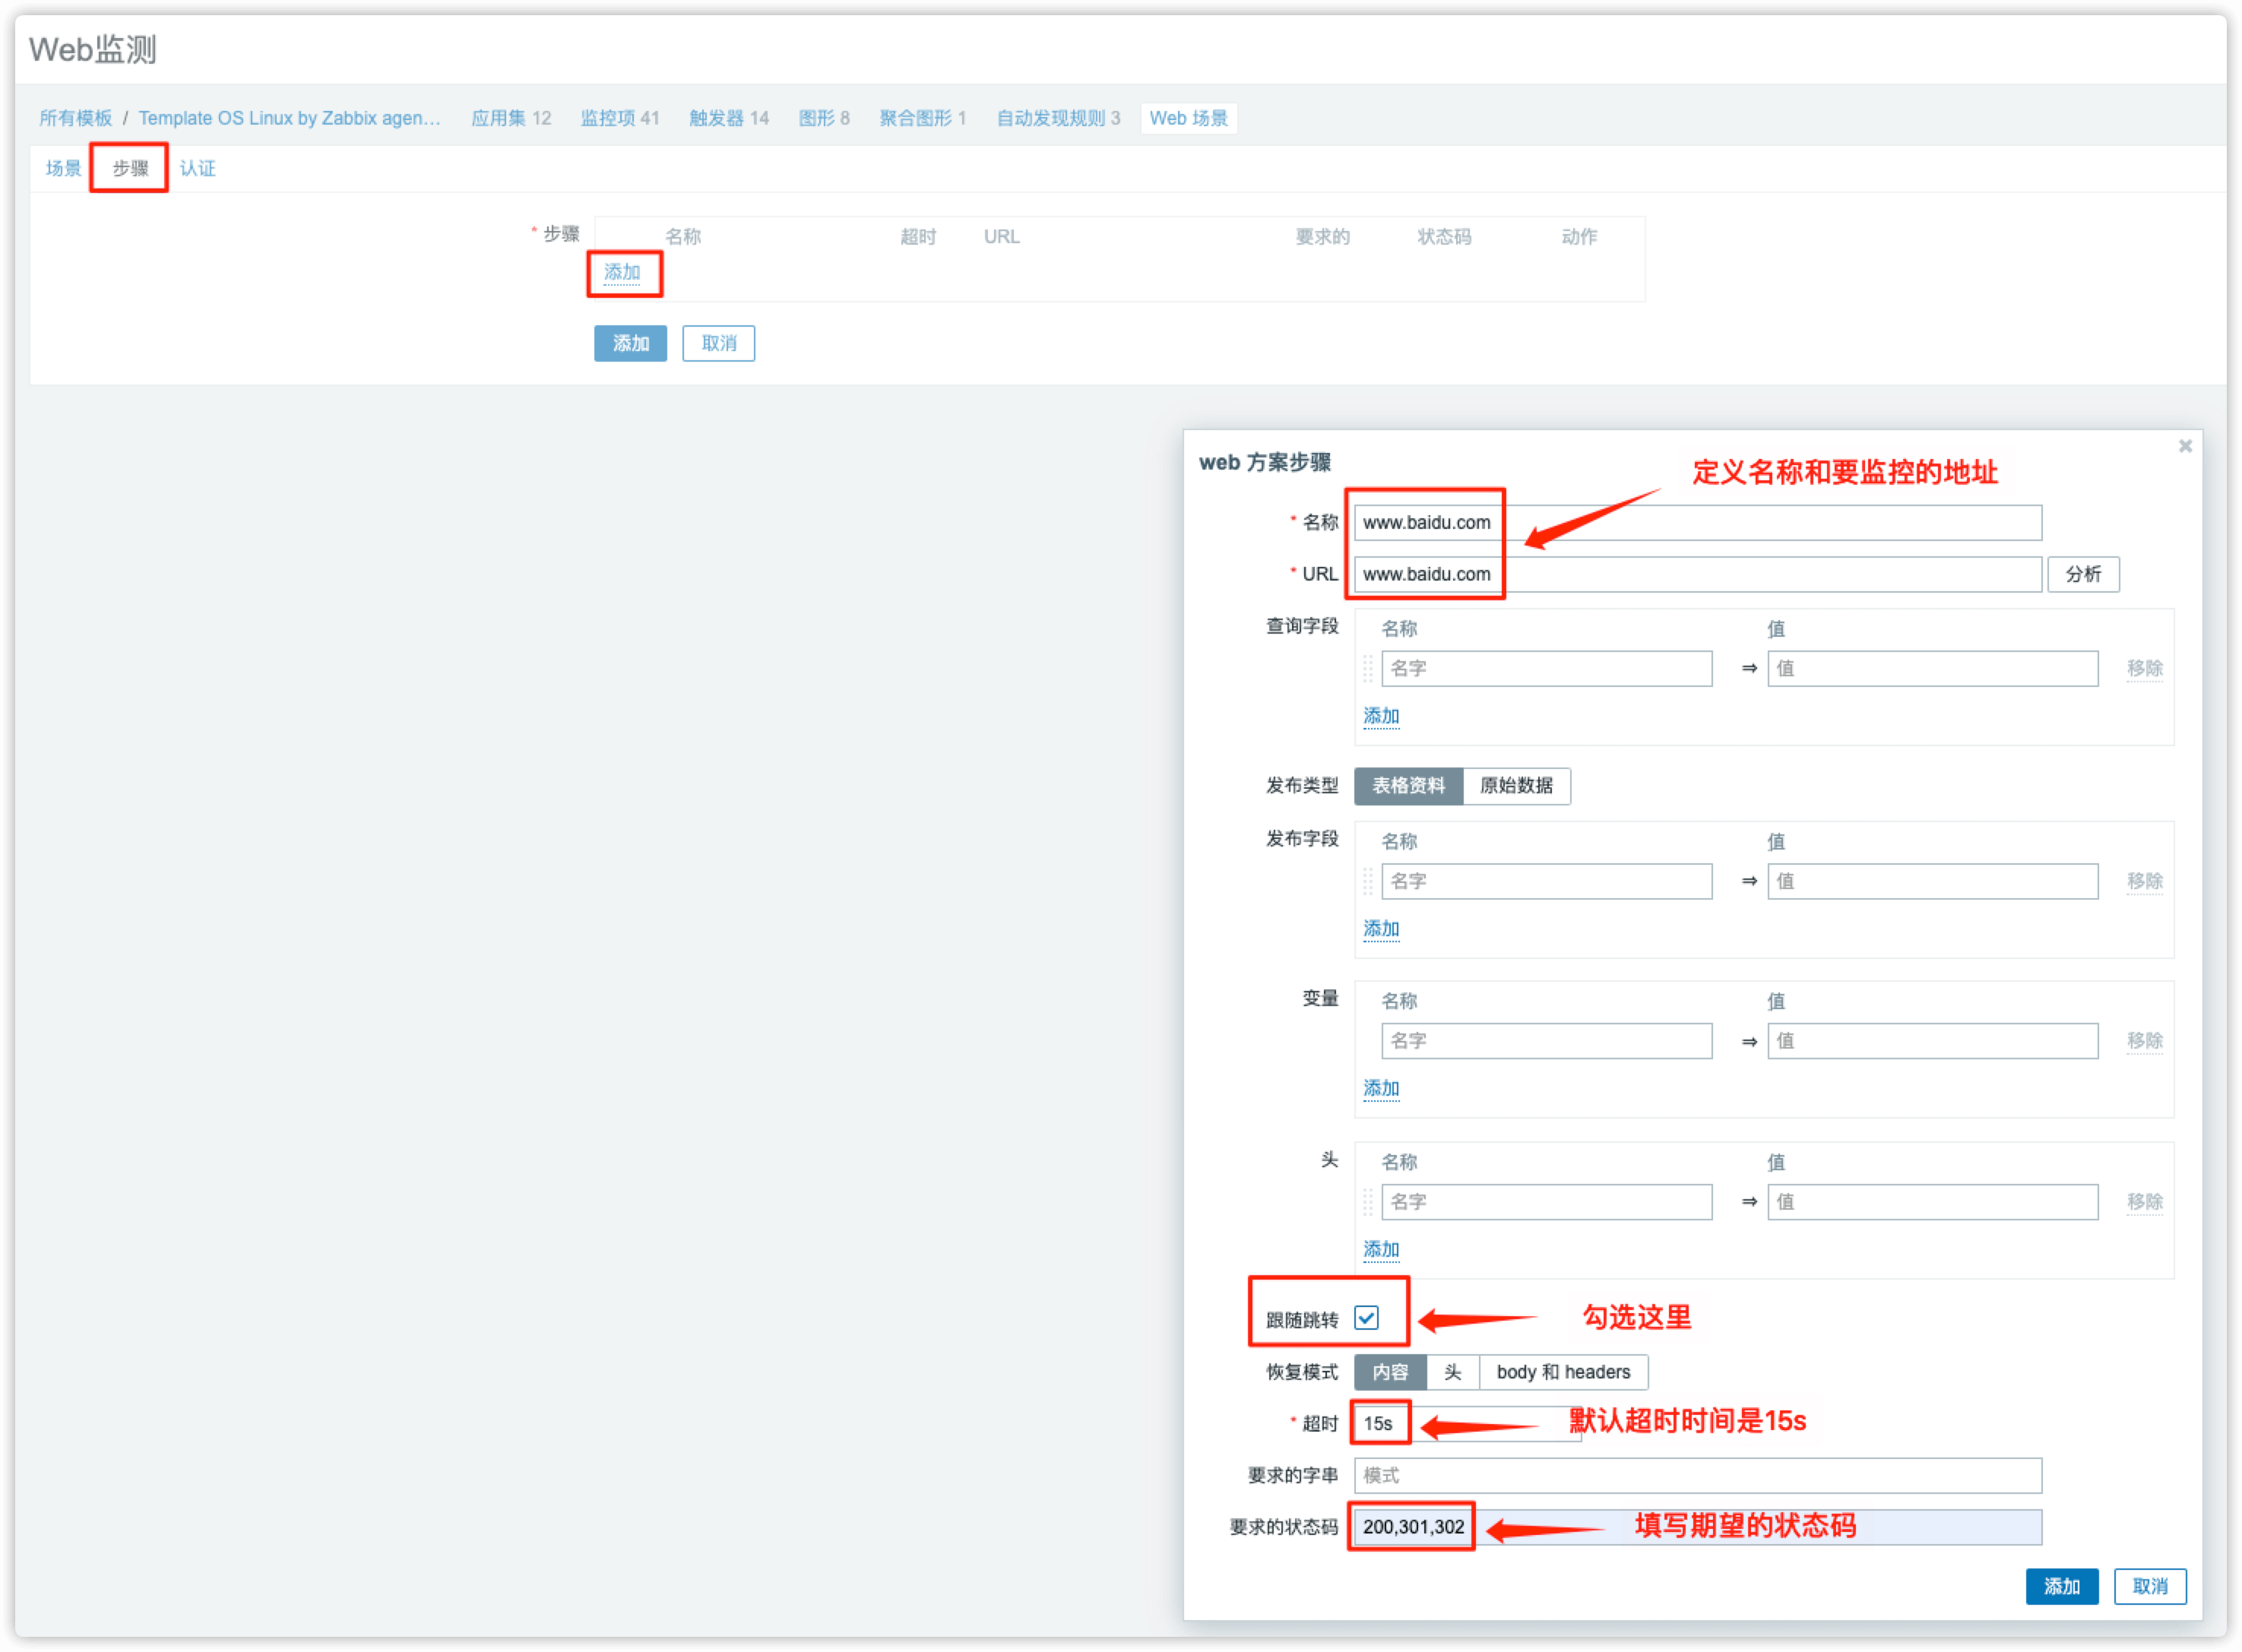 Web监测
所有模板 / Template OS Linux by Zabbix agen... 应用集 12 监控项 41 触发器 14 图形 8 聚合图形 1 自动发现规则 3 Web 场景
场景 步骤 认证
* 步骤 名称 超时 URL 要求的 状态码 动作
添加
添加 取消
web 方案步骤
定义名称和要监控的地址
* 名称 www.baidu.com
* URL www.baidu.com 分析
查询字段 名称 值
名字 ⇒ 值 移除
添加
发布类型 表格资料 原始数据
发布字段 名称 值
名字 ⇒ 值 移除
添加
变量 名称 值
名字 ⇒ 值 移除
添加
头 名称 值
名字 ⇒ 值 移除
添加
跟随跳转 勾选这里
恢复模式 内容 头 body 和 headers
* 超时 15s 默认超时时间是15s
要求的字串 模式
要求的状态码 200,301,302 填写期望的状态码
添加 取消